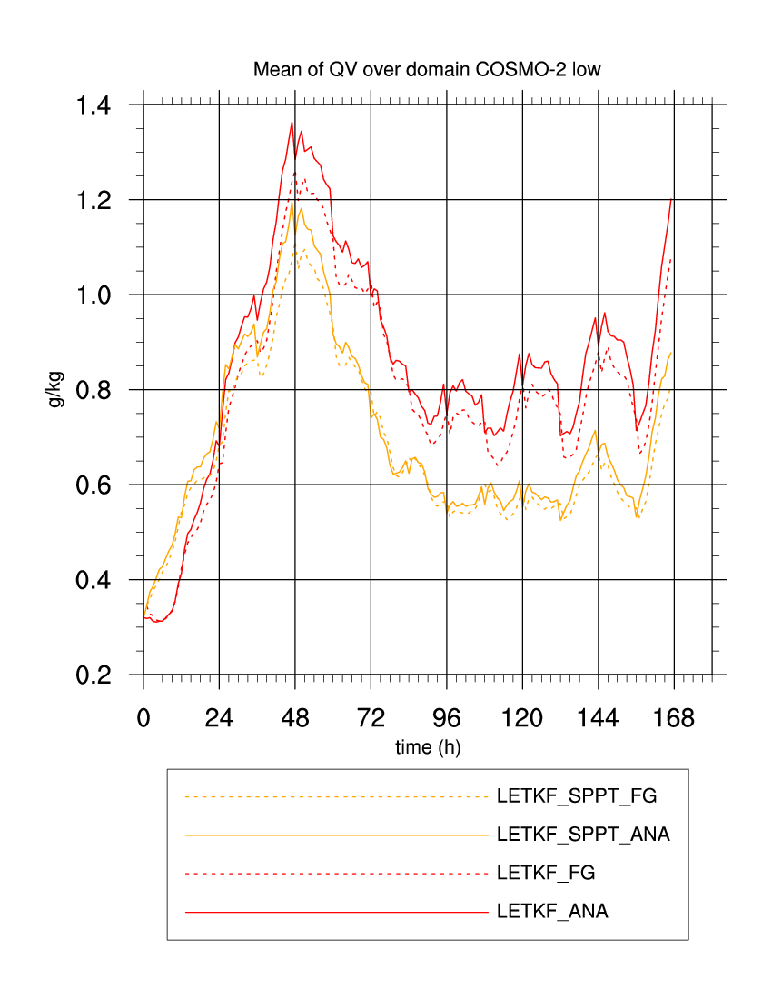 Mean of QV over domain COSMO-2 low
1.4
1.2
1.0
0.8
0.6
0.4
0.2
g/kg
0 24 48 72 96 120 144 168
time (h)
LETKF_SPPT_FG
LETKF_SPPT_ANA
LETKF_FG
LETKF_ANA